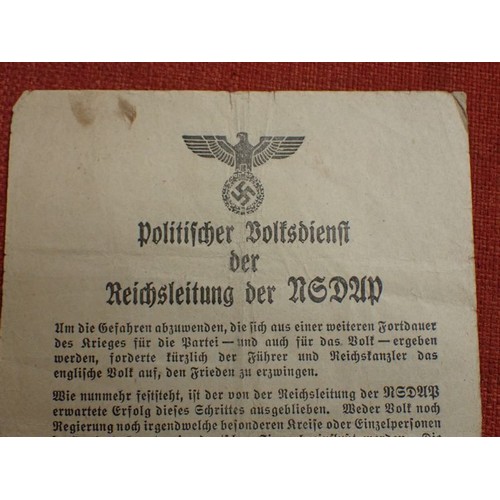 Politischer Volksdienst
der
Reichsleitung der NSDAP
Um die Gefahren abzuwenden, die sich aus einer weiteren Fortdauer
des Krieges für die Partei — und auch für das Volk — ergeben
werden, forderte kürzlich der Führer und Reichskanzler das
englische Volk auf, den Frieden zu erzwingen.
Wie nunmehr feststeht, ist der von der Reichsleitung der NSDAP
erwartete Erfolg dieses Schrittes ausgeblieben. Weder Volk noch
Regierung noch irgendwelche besonderen Kreise oder Einzelpersonen